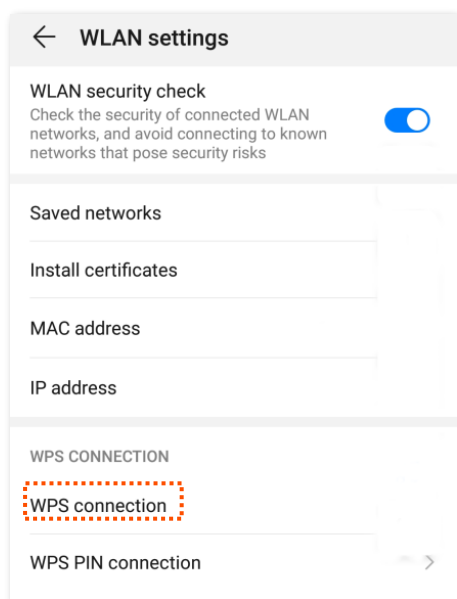 WLAN settings
WLAN security check
Check the security of connected WLAN
networks, and avoid connecting to known
networks that pose security risks
Saved networks
Install certificates
MAC address
IP address
WPS CONNECTION
WPS connection
WPS PIN connection